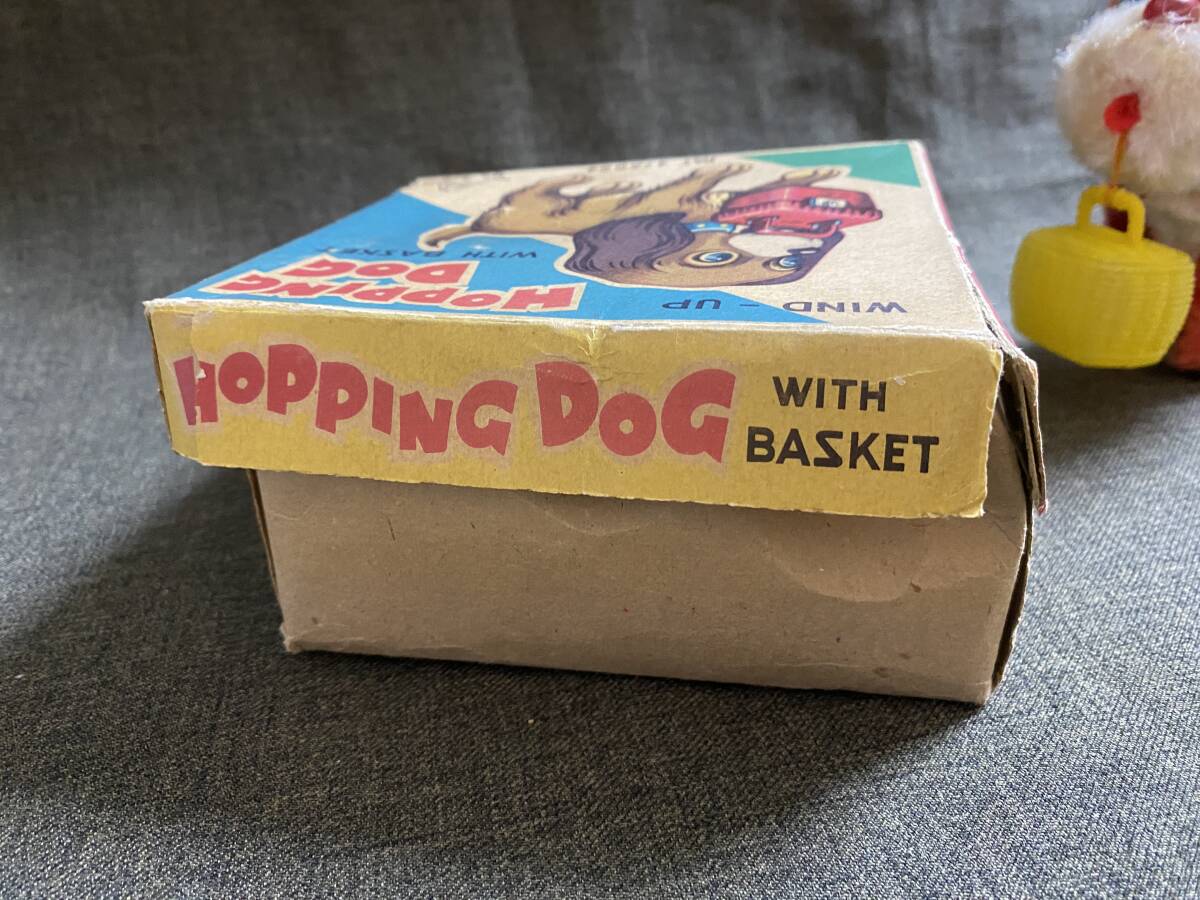 HOPPING DOG WITH
BASKET
WIND-UP
HOPPING
DOG
WITH BASKET